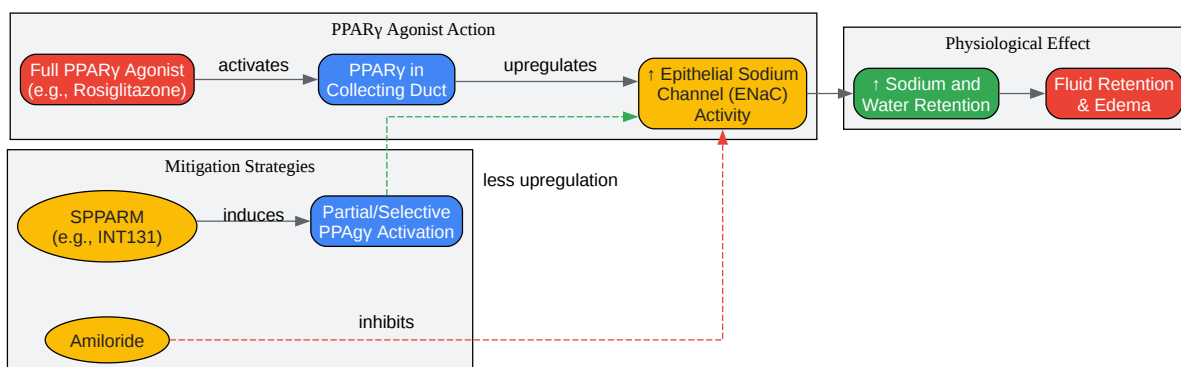 PPARγ Agonist Action
Full PPARγ Agonist
(e.g., Rosiglitazone)
activates
PPARγ in
Collecting Duct
upregulates
↑ Epithelial Sodium
Channel (ENaC)
Activity
Physiological Effect
↑ Sodium and
Water Retention
Fluid Retention
& Edema
Mitigation Strategies
SPPARM
(e.g., INT131)
induces
Partial/Selective
PPAgγ Activation
less upregulation
Amiloride
inhibits